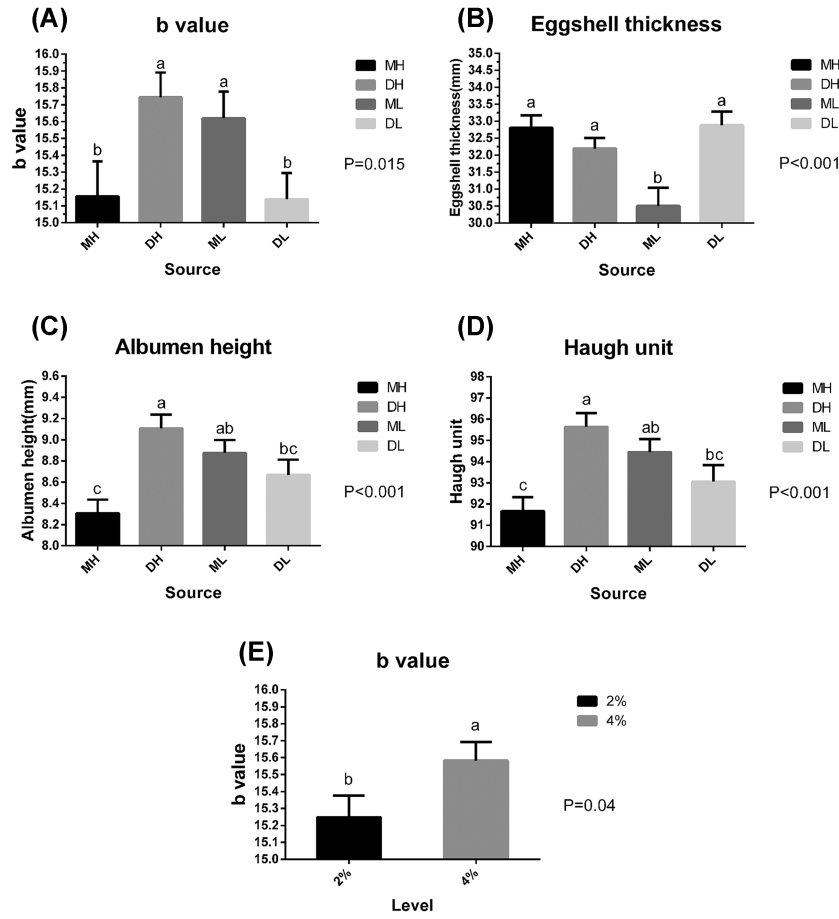 (A)
b value
16.0
15.9
15.8
15.7
15.6
15.5
15.4
15.3
15.2
15.1
15.0
b value
b
a
a
b
MH
DH
ML
DL
Source
MH
DH
ML
DL
P=0.015
(B)
Eggshell thickness
35.0
34.5
34.0
33.5
33.0
32.5
32.0
31.5
31.0
30.5
30.0
Eggshell thickness(mm)
a
a
b
a
MH
DH
ML
DL
Source
MH
DH
ML
DL
P<0.001
(C)
Albumen height
9.6
9.4
9.2
9.0
8.8
8.6
8.4
8.2
8.0
Albumen height(mm)
c
a
ab
bc
MH
DH
ML
DL
Source
MH
DH
ML
DL
P<0.001
(D)
Haugh unit
98
97
96
95
94
93
92
91
90
Haugh unit
c
a
ab
bc
MH
DH
ML
DL
Source
MH
DH
ML
DL
P<0.001
(E)
b value
16.0
15.9
15.8
15.7
15.6
15.5
15.4
15.3
15.2
15.1
15.0
b value
b
a
2%
4%
Level
2%
4%
P=0.04